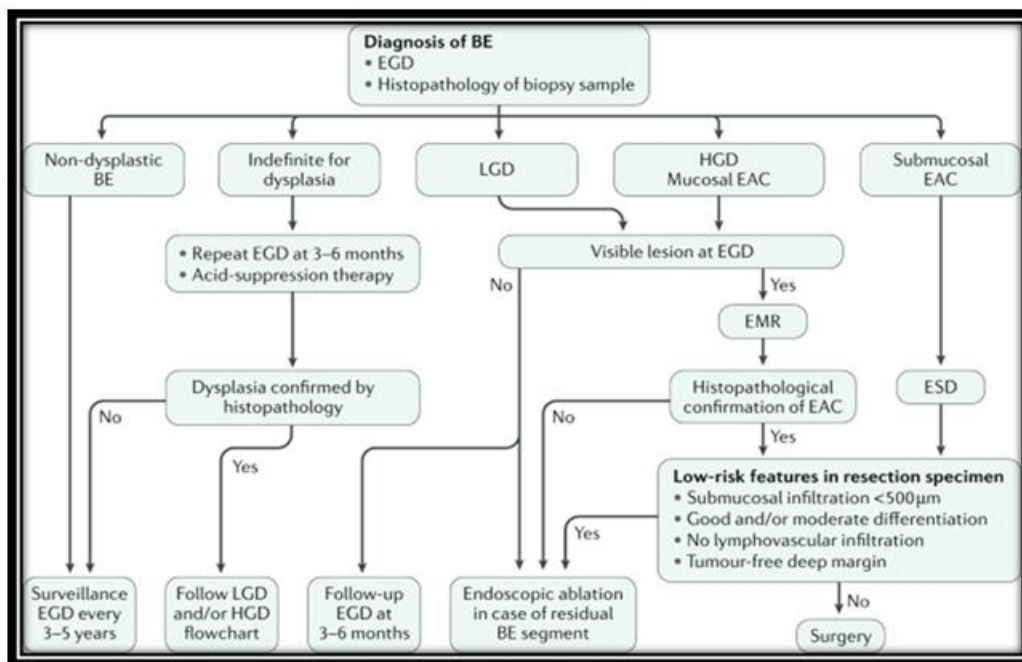 Diagnosis of BE
• EGD
• Histopathology of biopsy sample
Non-dysplastic
BE
Indefinite for
dysplasia
LGD
HGD
Mucosal EAC
Submucosal
EAC
• Repeat EGD at 3–6 months
• Acid-suppression therapy
Visible lesion at EGD
No
Yes
EMR
Dysplasia confirmed by
histopathology
Histopathological
confirmation of EAC
ESD
No
Yes
No
Yes
Low-risk features in resection specimen
• Submucosal infiltration <500μm
• Good and/or moderate differentiation
• No lymphovascular infiltration
• Tumour-free deep margin
Yes
No
Surveillance
EGD every
3–5 years
Follow LGD
and/or HGD
flowchart
Follow-up
EGD at
3–6 months
Endoscopic ablation
in case of residual
BE segment
Surgery